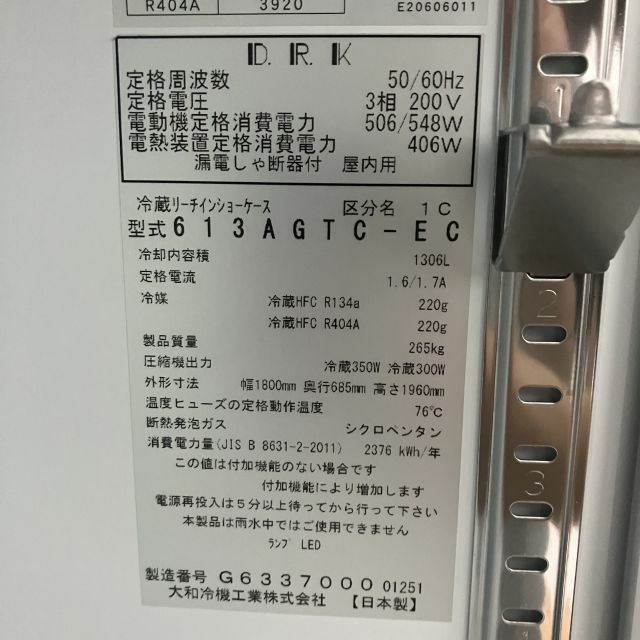 R404A 3920 E20606011
D. R. K
定格周波数 50/60Hz
定格電圧 3相 200V
電動機定格消費電力 506/548W
電熱装置定格消費電力 406W
漏電しゃ断器付 屋内用
冷蔵リーチインショーケース 区分名 1C
型式 613AGTC-EC
冷却内容積 1306L
定格電流 1.6/1.7A
冷媒 冷蔵HFC R134a 220g
冷蔵HFC R404A 220g
製品質量 265kg
圧縮機出力 冷蔵350W 冷蔵300W
外形寸法 幅1800mm 奥行685mm 高さ1960mm
温度ヒューズの定格動作温度 76℃
断熱発泡ガス シクロペンタン
消費電力量(JIS B 8631-2-2011) 2376 kWh/年
この値は付加機能のない場合です
付加機能により増加します
電源再投入は5分以上待ってから行って下さい
本製品は雨水中ではご使用できません
ﾗﾝﾌﾟ LED
製造番号 G6337000 01251
大和冷機工業株式会社 【日本製】
1
2
3